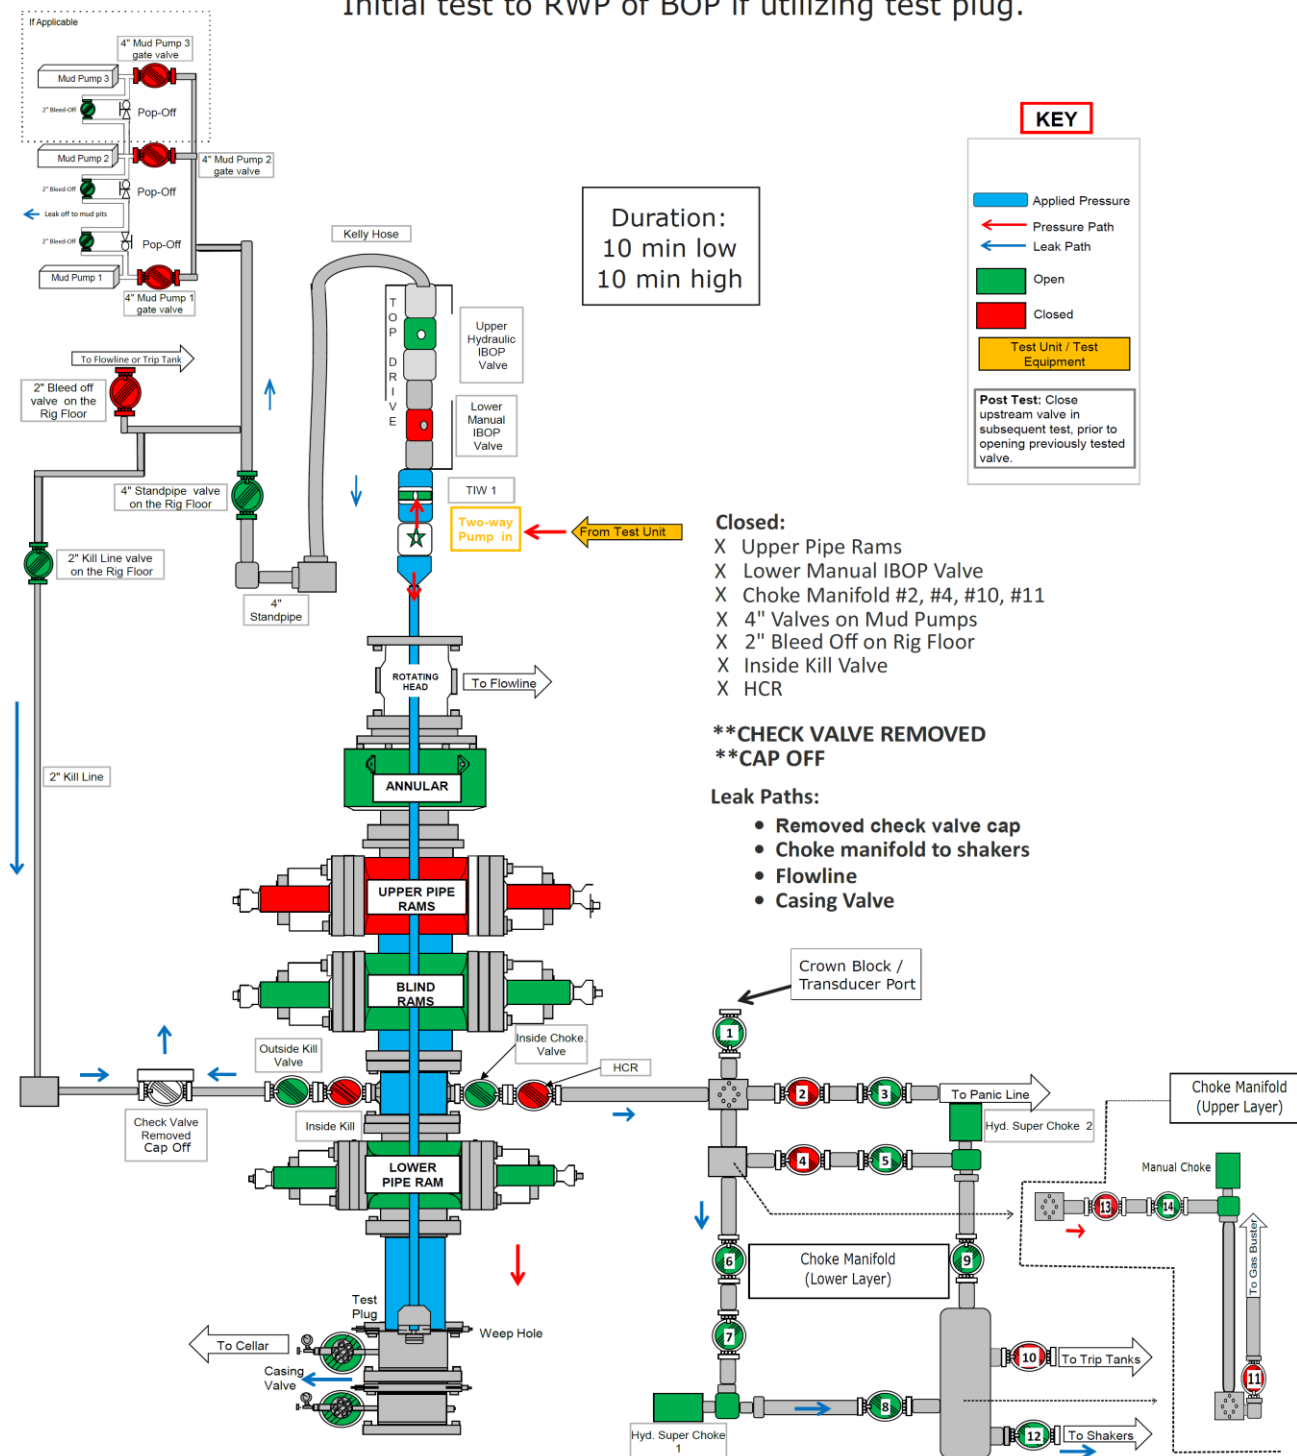 Initial test to RWP of BOP if utilizing test plug.
If Applicable
4" Mud Pump 3
gate valve
Mud Pump 3
2" Bleed-Off
Pop-Off
Mud Pump 2
4" Mud Pump 2
gate valve
2" Bleed-Off
Pop-Off
Leak off to mud pits
2" Bleed-Off
Pop-Off
Mud Pump 1
4" Mud Pump 1
gate valve
To Flowline or Trip Tank
2" Bleed off
valve on the
Rig Floor
4" Standpipe valve
on the Rig Floor
2" Kill Line valve
on the Rig Floor
4"
Standpipe
2" Kill Line
Kelly Hose
TOP DRIVE
Upper
Hydraulic
IBOP
Valve
Lower
Manual
IBOP
Valve
TIW 1
Two-way
Pump in
From Test Unit
Duration:
10 min low
10 min high
KEY
Applied Pressure
Pressure Path
Leak Path
Open
Closed
Test Unit / Test
Equipment
Post Test: Close
upstream valve in
subsequent test, prior to
opening previously tested
valve.
Closed:
X Upper Pipe Rams
X Lower Manual IBOP Valve
X Choke Manifold #2, #4, #10, #11
X 4" Valves on Mud Pumps
X 2" Bleed Off on Rig Floor
X Inside Kill Valve
X HCR
**CHECK VALVE REMOVED
**CAP OFF
Leak Paths:
• Removed check valve cap
• Choke manifold to shakers
• Flowline
• Casing Valve
ROTATING
HEAD
To Flowline
ANNULAR
UPPER PIPE
RAMS
BLIND
RAMS
Outside Kill
Valve
Inside Choke.
Valve
HCR
Check Valve
Removed
Cap Off
Inside Kill
LOWER
PIPE RAM
Test
Plug
Weep Hole
To Cellar
Casing
Valve
Crown Block /
Transducer Port
1
2
3
To Panic Line
Hyd. Super Choke 2
4
5
6
Choke Manifold
(Lower Layer)
9
7
8
Hyd. Super Choke
1
10
To Trip Tanks
12
To Shakers
Choke Manifold
(Upper Layer)
Manual Choke
13
14
To Gas Buster
11